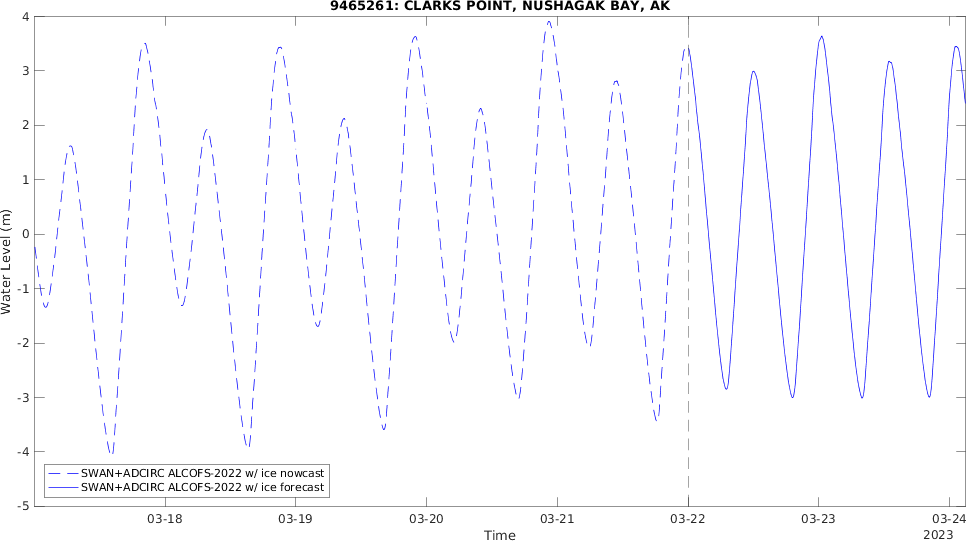 9465261: CLARKS POINT, NUSHAGAK BAY, AK
4
3
2
1
0
-1
-2
-3
-4
-5
Water Level (m)
SWAN+ADCIRC ALCOFS-2022 w/ ice nowcast
SWAN+ADCIRC ALCOFS-2022 w/ ice forecast
03-18 03-19 03-20 03-21 03-22 03-23 03-24
Time
2023